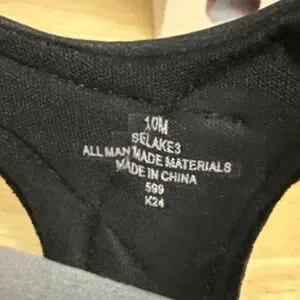 10M
SELAKE3
ALL MAN MADE MATERIALS
MADE IN CHINA
599
K24